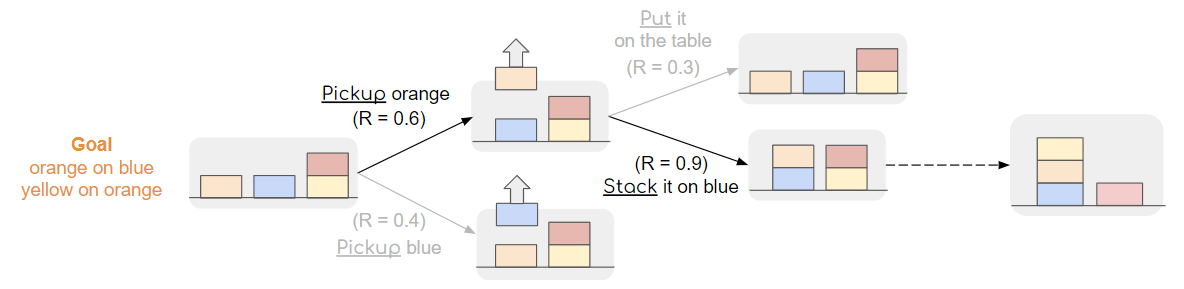 Goal
orange on blue
yellow on orange
Pickup orange
(R = 0.6)
(R = 0.4)
Pickup blue
Put it
on the table
(R = 0.3)
(R = 0.9)
Stack it on blue